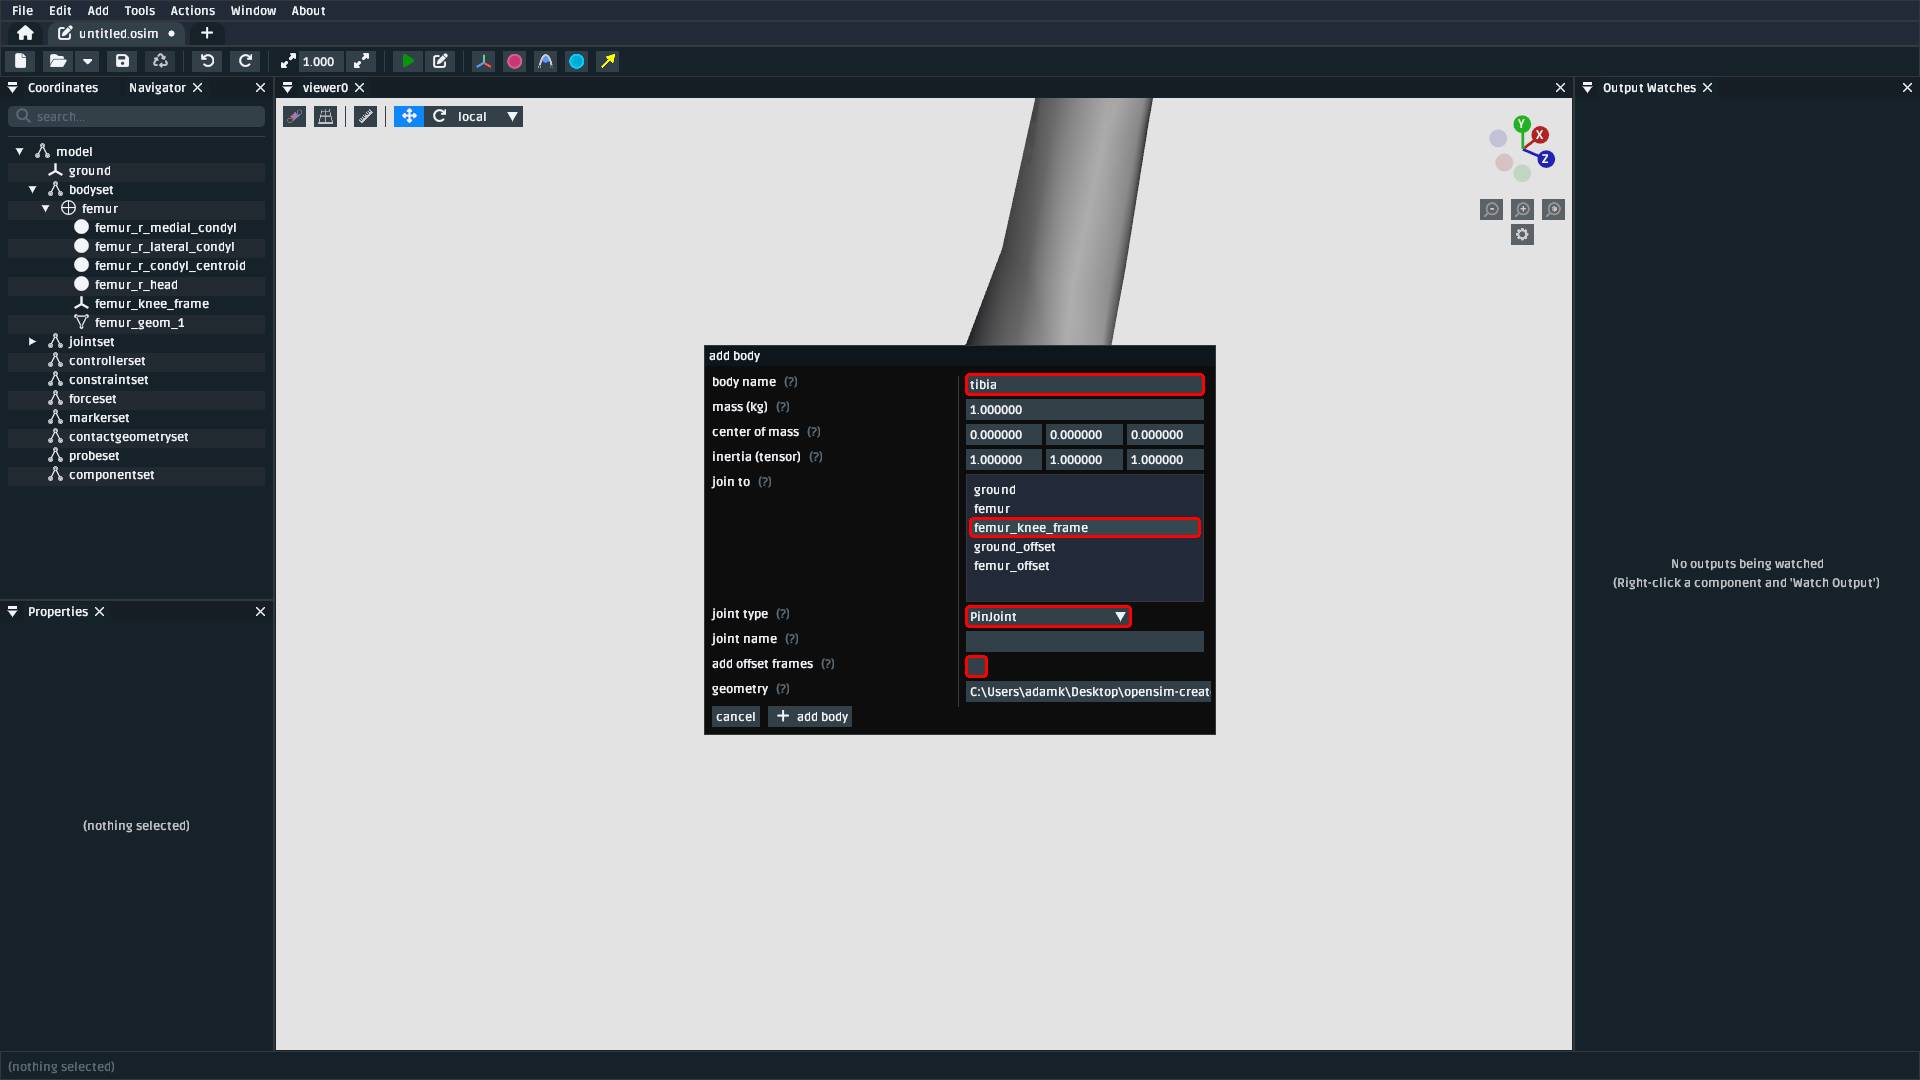 File Edit Add Tools Actions Window About
untitled.osim
1.000
Coordinates Navigator
viewer0
Output Watches
search...
local
Y
X
Z
model
ground
bodyset
femur
femur_r_medial_condyl
femur_r_lateral_condyl
femur_r_condyl_centroid
femur_r_head
femur_knee_frame
femur_geom_1
jointset
controllerset
constraintset
forceset
markerset
contactgeometryset
probeset
componentset
add body
body name (?) tibia
mass (kg) (?) 1.000000
center of mass (?) 0.000000 0.000000 0.000000
inertia (tensor) (?) 1.000000 1.000000 1.000000
join to (?)
ground
femur
femur_knee_frame
ground_offset
femur_offset
joint type (?) PinJoint
joint name (?)
add offset frames (?)
geometry (?) C:\Users\adamk\Desktop\opensim-creat
cancel add body
No outputs being watched
(Right-click a component and 'Watch Output')
Properties
(nothing selected)
(nothing selected)